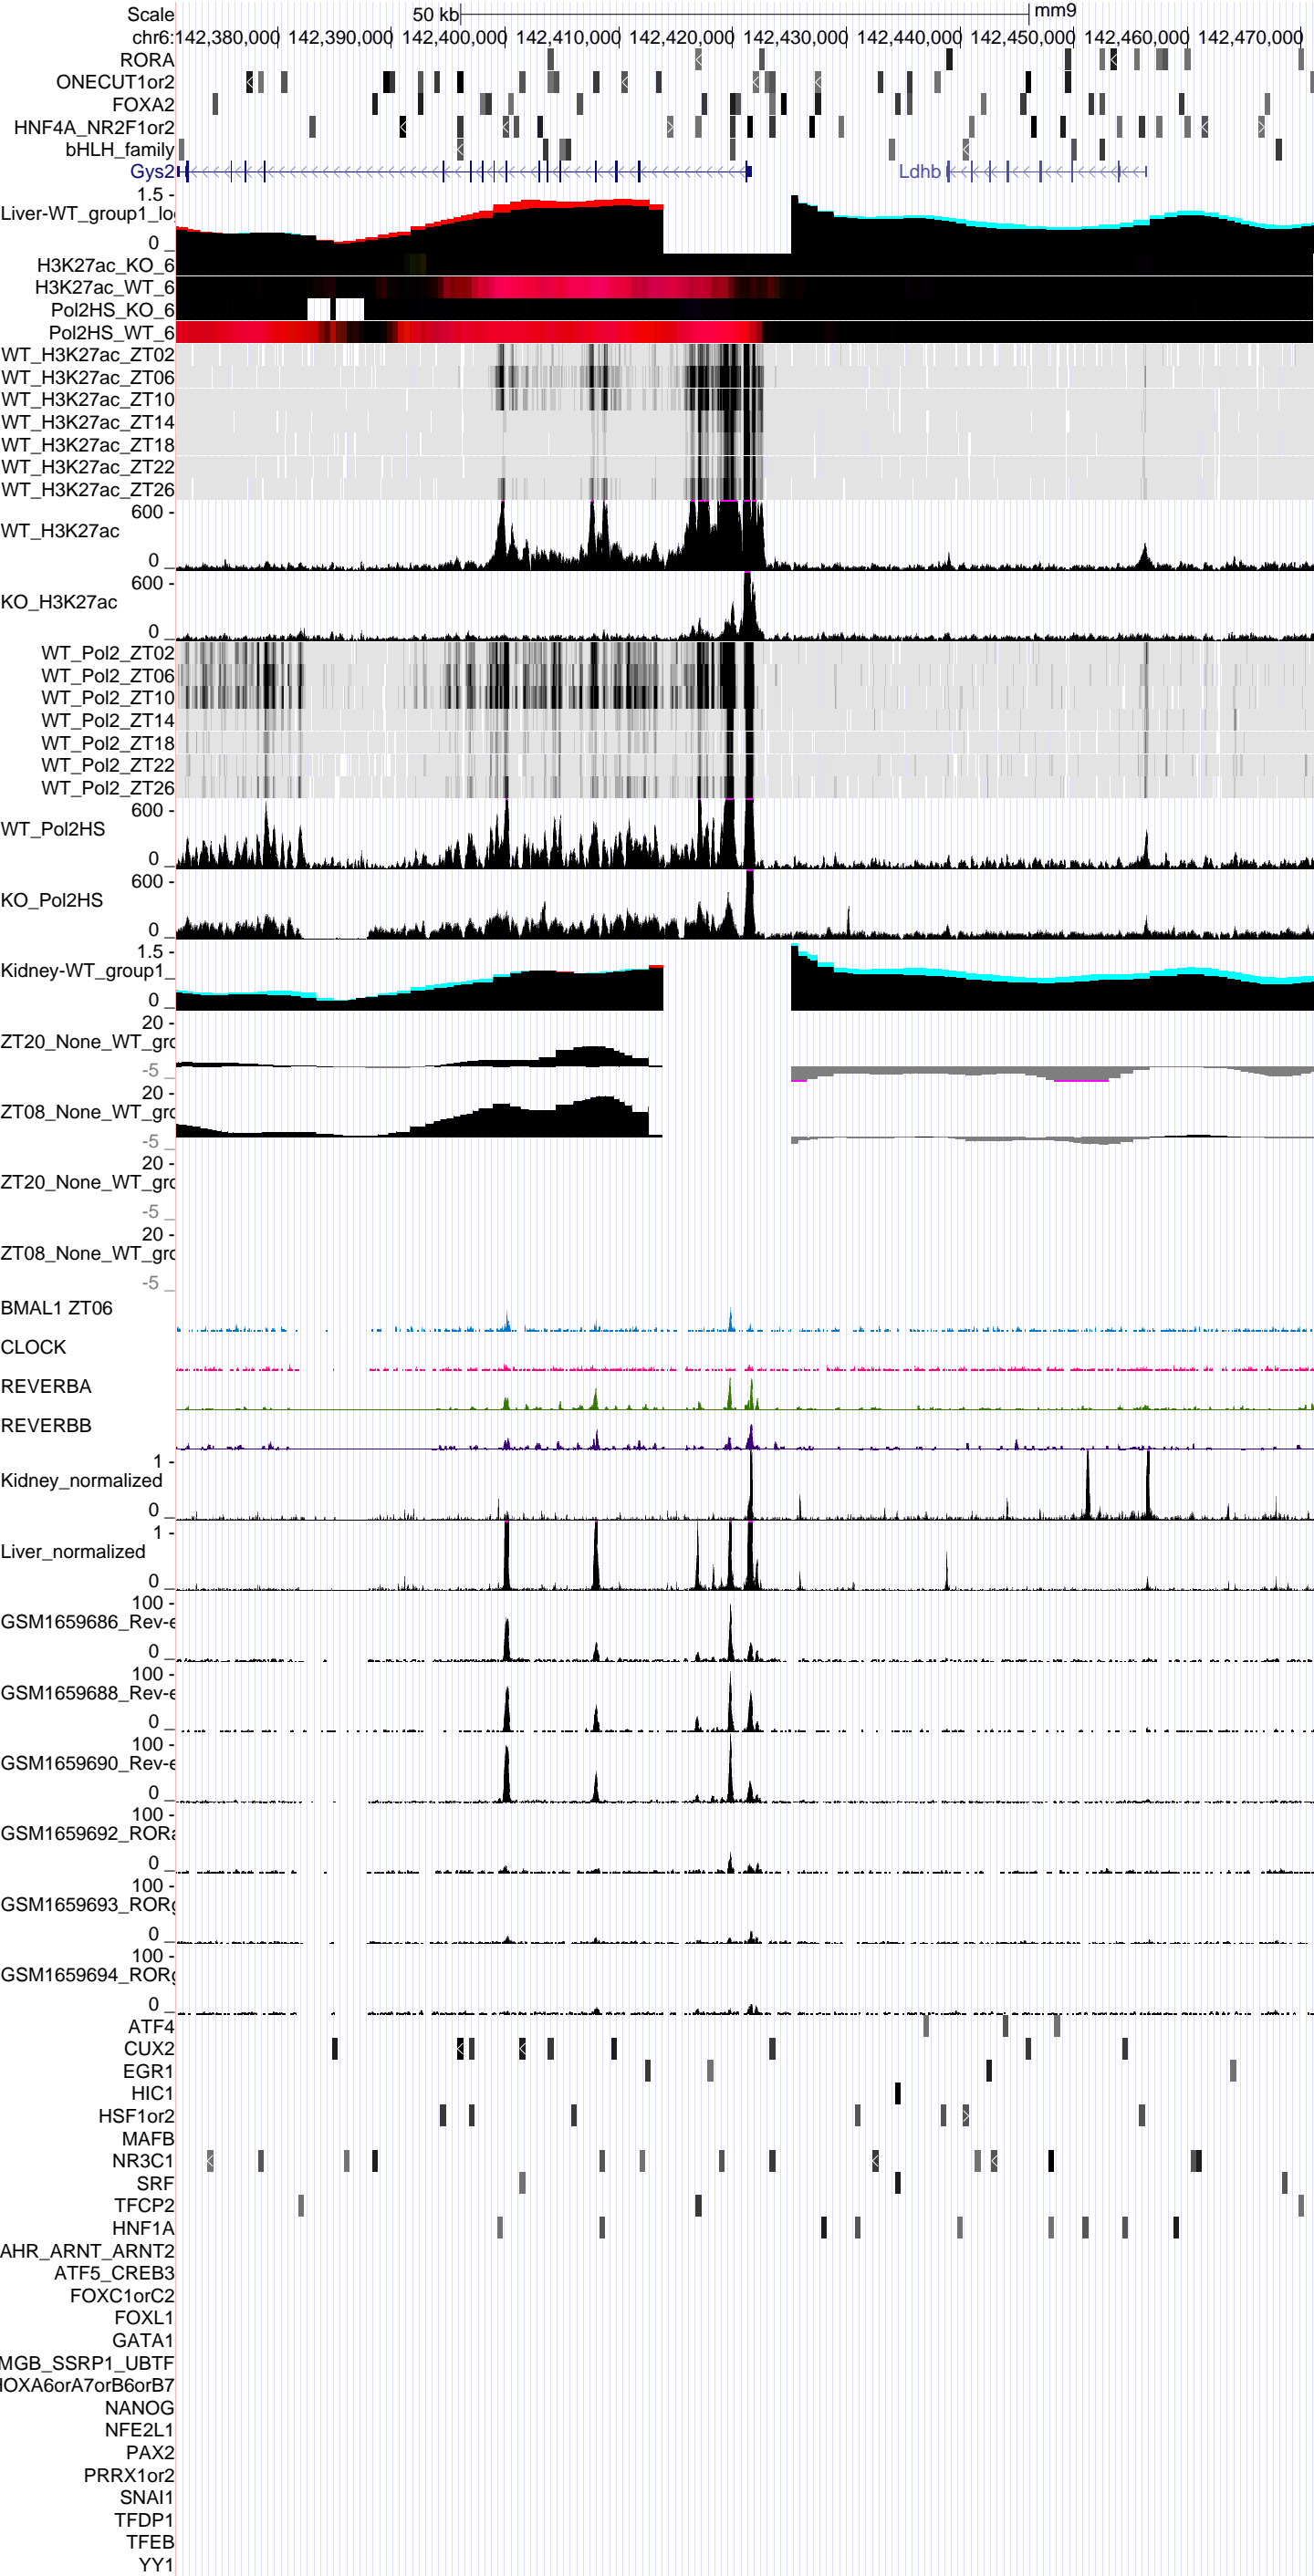 Scale 50 kb mm9
chr6: 142,380,000 142,390,000 142,400,000 142,410,000 142,420,000 142,430,000 142,440,000 142,450,000 142,460,000 142,470,000
RORA
ONECUT1or2
FOXA2
HNF4A_NR2F1or2
bHLH_family
Gys2 Ldhb
1.5 -
Liver-WT_group1_lo
0 _
H3K27ac_KO_6
H3K27ac_WT_6
Pol2HS_KO_6
Pol2HS_WT_6
WT_H3K27ac_ZT02
WT_H3K27ac_ZT06
WT_H3K27ac_ZT10
WT_H3K27ac_ZT14
WT_H3K27ac_ZT18
WT_H3K27ac_ZT22
WT_H3K27ac_ZT26
600 -
WT_H3K27ac
0 _
600 -
KO_H3K27ac
0 _
WT_Pol2_ZT02
WT_Pol2_ZT06
WT_Pol2_ZT10
WT_Pol2_ZT14
WT_Pol2_ZT18
WT_Pol2_ZT22
WT_Pol2_ZT26
600 -
WT_Pol2HS
0 _
600 -
KO_Pol2HS
0 _
1.5 -
Kidney-WT_group1_
0 _
20 -
ZT20_None_WT_gro
-5 _
20 -
ZT08_None_WT_gro
-5 _
20 -
ZT20_None_WT_gro
-5 _
20 -
ZT08_None_WT_gro
-5 _
BMAL1 ZT06
CLOCK
REVERBA
REVERBB
1 -
Kidney_normalized
0 _
1 -
Liver_normalized
0 _
100 -
GSM1659686_Rev-e
0 _
100 -
GSM1659688_Rev-e
0 _
100 -
GSM1659690_Rev-e
0 _
100 -
GSM1659692_RORa
0 _
100 -
GSM1659693_RORg
0 _
100 -
GSM1659694_RORg
0 _
ATF4
CUX2
EGR1
HIC1
HSF1or2
MAFB
NR3C1
SRF
TFCP2
HNF1A
AHR_ARNT_ARNT2
ATF5_CREB3
FOXC1orC2
FOXL1
GATA1
MGB_SSRP1_UBTF
HOXA6orA7orB6orB7
NANOG
NFE2L1
PAX2
PRRX1or2
SNAI1
TFDP1
TFEB
YY1